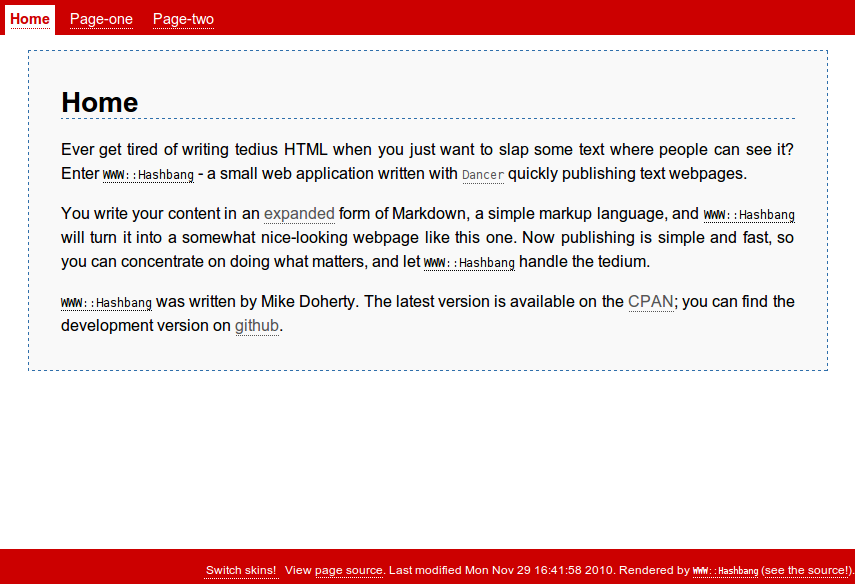 Home Page-one Page-two
Home
Ever get tired of writing tedius HTML when you just want to slap some text where people can see it?
Enter WWW::Hashbang - a small web application written with Dancer quickly publishing text webpages.
You write your content in an expanded form of Markdown, a simple markup language, and WWW::Hashbang
will turn it into a somewhat nice-looking webpage like this one. Now publishing is simple and fast, so
you can concentrate on doing what matters, and let WWW::Hashbang handle the tedium.
WWW::Hashbang was written by Mike Doherty. The latest version is available on the CPAN; you can find the
development version on github.
Switch skins! View page source. Last modified Mon Nov 29 16:41:58 2010. Rendered by WWW::Hashbang (see the source!).